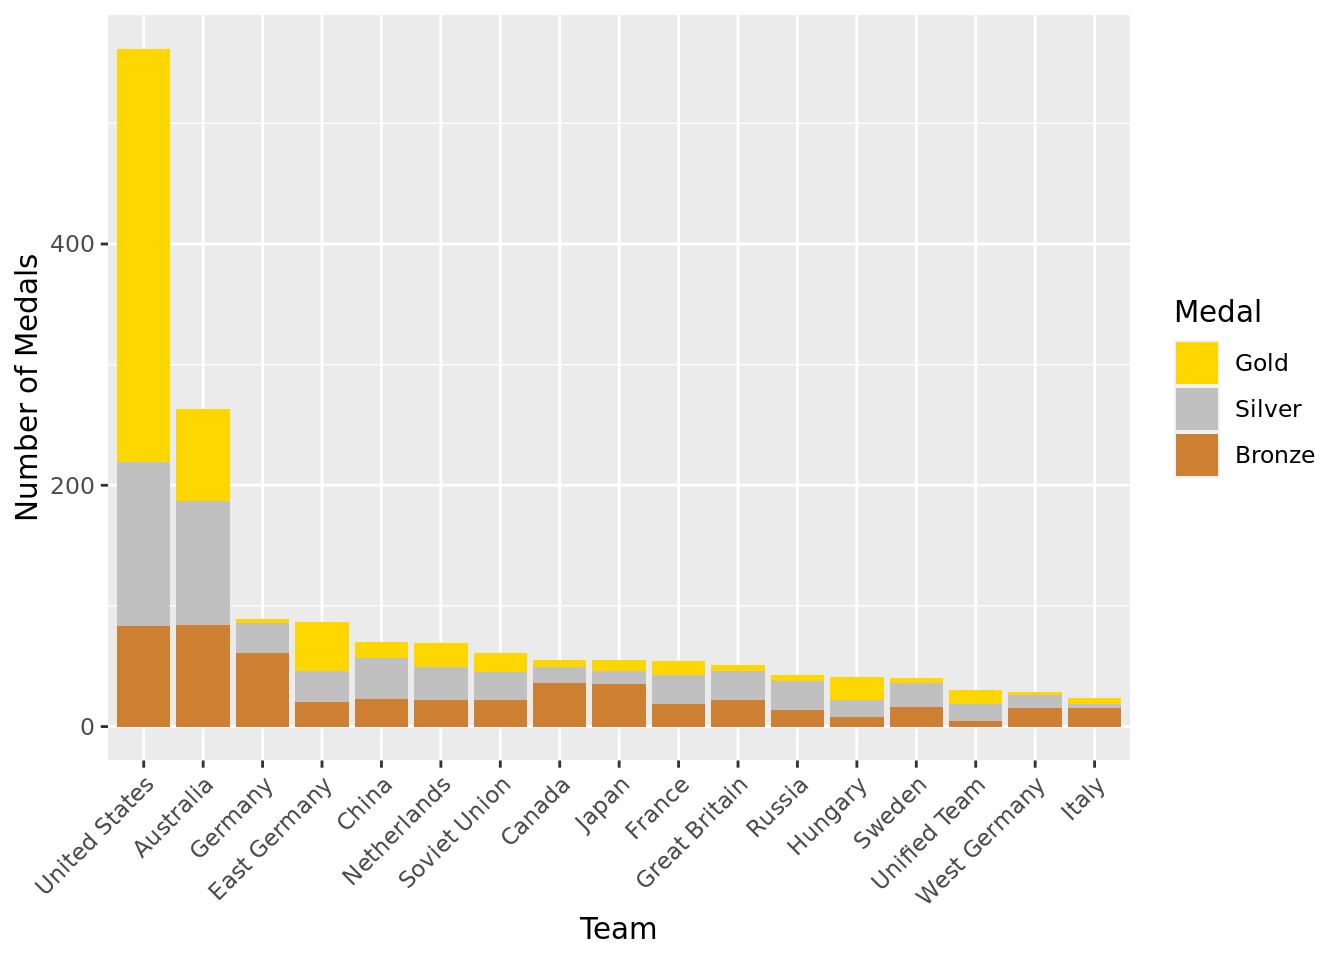 Number of Medals
400
200
0
United States
Australia
Germany
East Germany
China
Netherlands
Soviet Union
Canada
Japan
France
Great Britain
Russia
Hungary
Sweden
Unified Team
West Germany
Italy
Team
Medal
Gold
Silver
Bronze